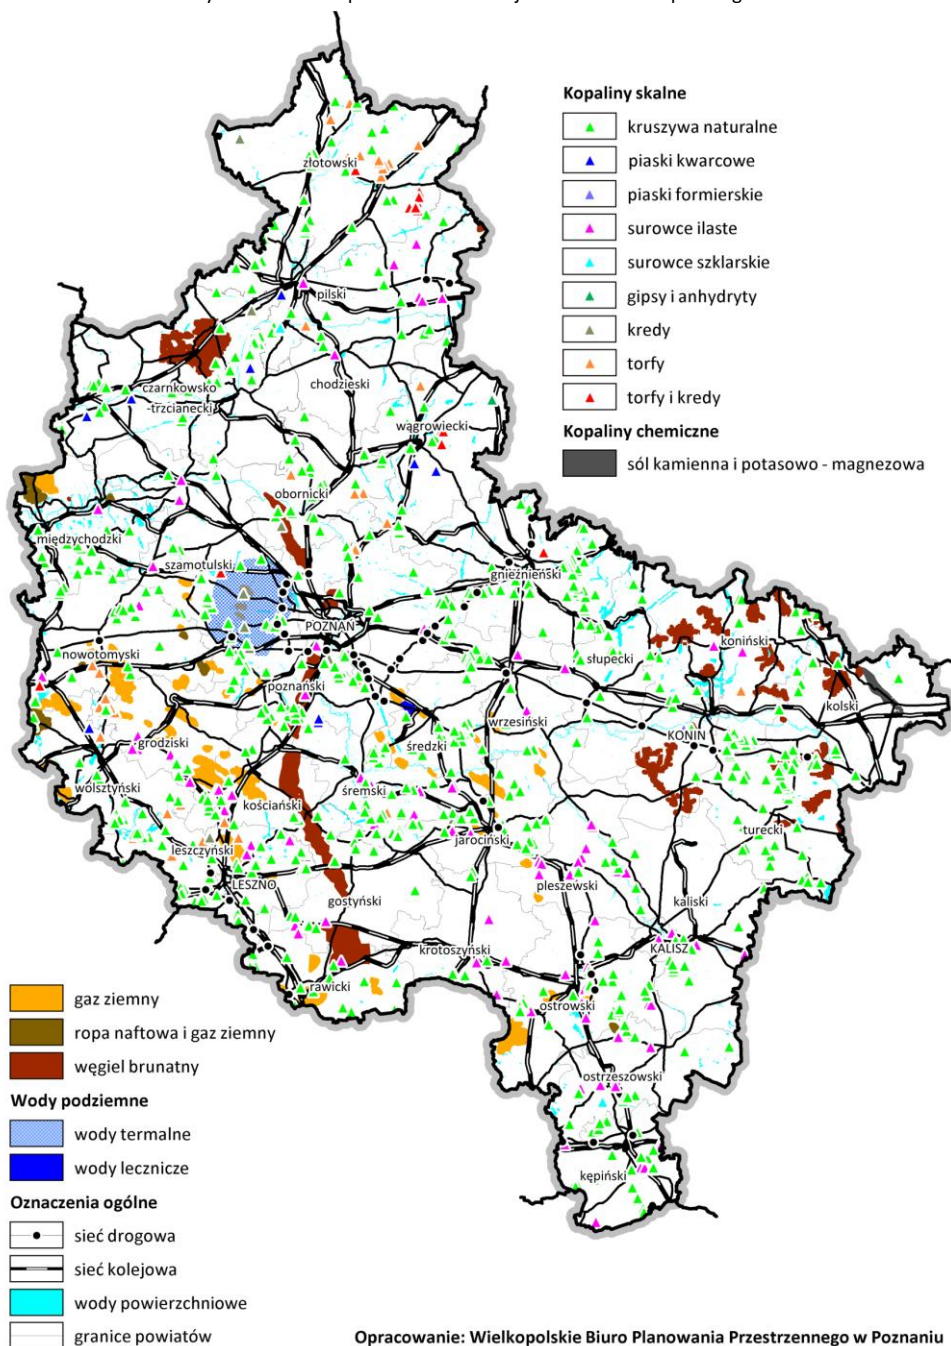 Kopaliny skalne
kruszywa naturalne
piaski kwarcowe
piaski formierskie
surowce ilaste
surowce szklarskie
gipsy i anhydryty
kredy
torfy
torfy i kredy
Kopaliny chemiczne
sól kamienna i potasowo - magnezowa
złotowski
pilski
chodzieski
czarnkowsko
-trzcianecki
wągrowiecki
obornicki
międzychodzki
szamotulski
gnieźnieński
POZNAŃ
koniński
nowotomyski
słupecki
poznański
kolski
wrzesiński
KONIN
grodziski
średzki
wolsztyński
kościański
śremski
turecki
jarociński
leszczyński
LESZNO
pleszewski
gostyński
kaliski
krotoszyński
KALISZ
rawicki
ostrowski
ostrzeszowski
kępiński
gaz ziemny
ropa naftowa i gaz ziemny
węgiel brunatny
Wody podziemne
wody termalne
wody lecznicze
Oznaczenia ogólne
sieć drogowa
sieć kolejowa
wody powierzchniowe
granice powiatów
Opracowanie: Wielkopolskie Biuro Planowania Przestrzennego w Poznaniu